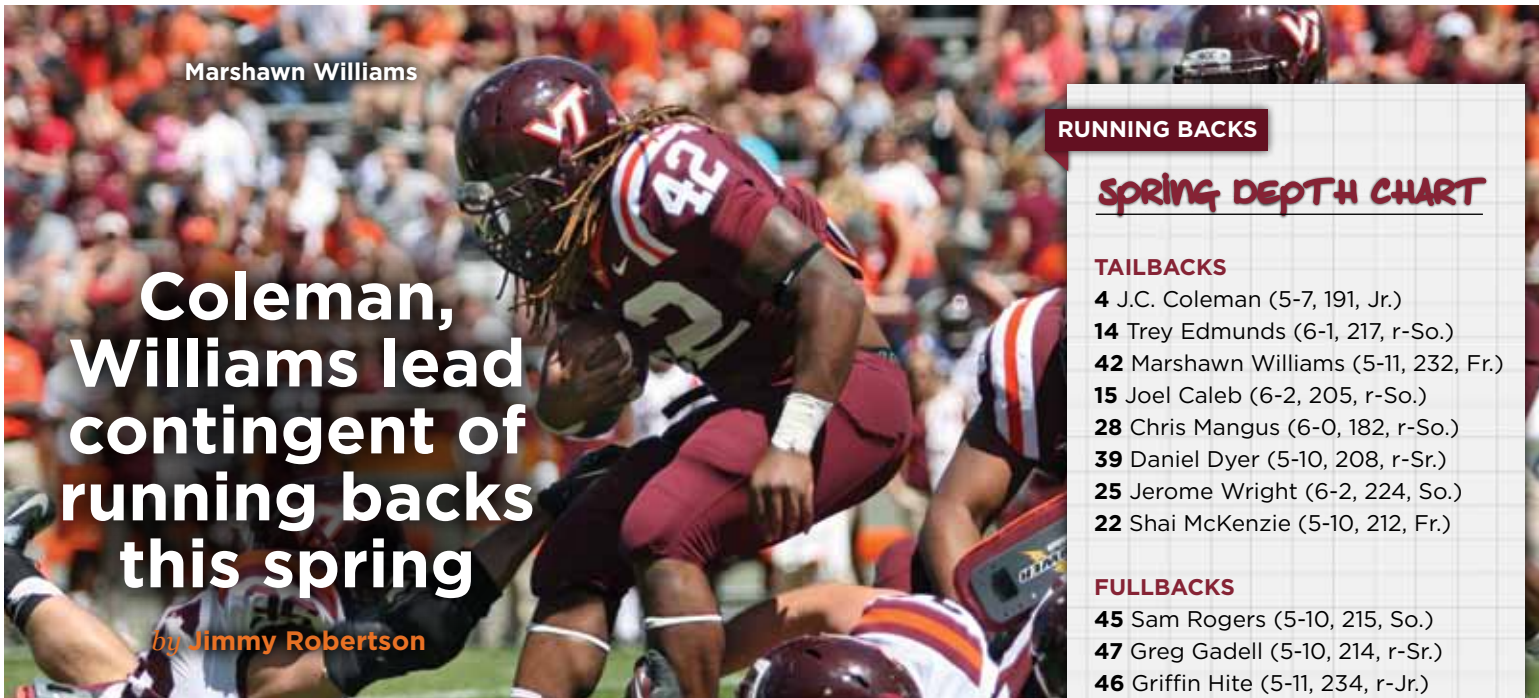 Marshawn Williams
Coleman,
Williams lead
contingent of
running backs
this spring
by Jimmy Robertson
VT
42
2
VT
RUNNING BACKS
SPRING DEPTH CHART
TAILBACKS
4 J.C. Coleman (5-7, 191, Jr.)
14 Trey Edmunds (6-1, 217, r-So.)
42 Marshawn Williams (5-11, 232, Fr.)
15 Joel Caleb (6-2, 205, r-So.)
28 Chris Mangus (6-0, 182, r-So.)
39 Daniel Dyer (5-10, 208, r-Sr.)
25 Jerome Wright (6-2, 224, So.)
22 Shai McKenzie (5-10, 212, Fr.)
FULLBACKS
45 Sam Rogers (5-10, 215, So.)
47 Greg Gadell (5-10, 214, r-Sr.)
46 Griffin Hite (5-11, 234, r-Jr.)